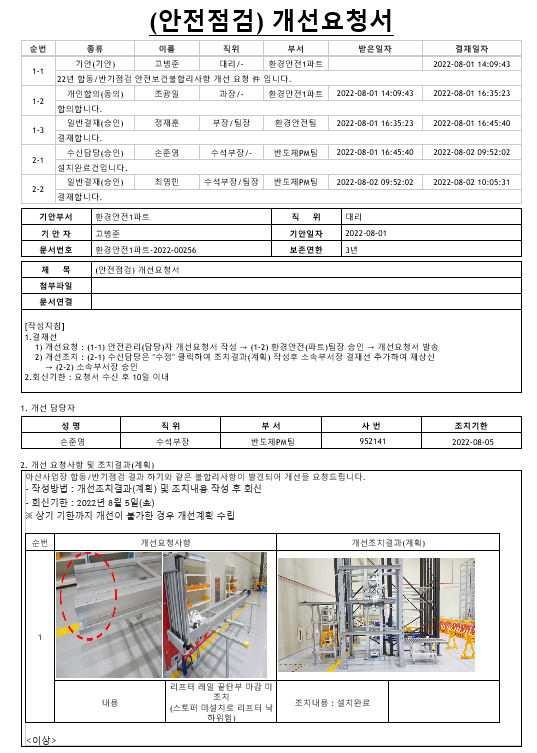 (안전점검) 개선요청서
순번 종류 이름 직위 부서 받은일자 결재일자
1-1 기안(기안) 고병준 대리/- 환경안전1파트 2022-08-01 14:09:43
22년 합동/반기점검 안전보건불합리사항 개선 요청 件 입니다.
1-2 개인합의(동의) 조광일 과장/- 환경안전1파트 2022-08-01 14:09:43 2022-08-01 16:35:23
합의합니다.
1-3 일반결재(승인) 정재훈 부장/팀장 환경안전팀 2022-08-01 16:35:23 2022-08-01 16:45:40
결재합니다.
2-1 수신담당(승인) 손준영 수석부장/- 반도체PM팀 2022-08-01 16:45:40 2022-08-02 09:52:02
설치완료건입니다.
2-2 일반결재(승인) 최영민 수석부장/팀장 반도체PM팀 2022-08-02 09:52:02 2022-08-02 10:05:31
결재합니다.
기안부서 환경안전1파트 직 위 대리
기 안 자 고병준 기안일자 2022-08-01
문서번호 환경안전1파트-2022-00256 보존연한 3년
제 목 (안전점검) 개선요청서
첨부파일
문서연결
[작성지침]
1.결재선
1) 개선요청 : (1-1) 안전관리(담당)자 개선요청서 작성 → (1-2) 환경안전(파트)팀장 승인 → 개선요청서 발송
2) 개선조치 : (2-1) 수신담당은 "수정" 클릭하여 조치결과(계획) 작성후 소속부서장 결재선 추가하여 재상신
→ (2-2) 소속부서장 승인
2.회신기한 : 요청서 수신 후 10일 이내
1. 개선 담당자
성 명 직 위 부 서 사 번 조치기한
손준영 수석부장 반도체PM팀 952141 2022-08-05
2. 개선 요청사항 및 조치결과(계획)
아산사업장 합동/반기점검 결과 하기와 같은 불합리사항이 발견되어 개선을 요청드립니다.
- 작성방법 : 개선조치결과(계획) 및 조치내용 작성 후 회신
- 회신기한 : 2022년 8월 5일(金)
※ 상기 기한까지 개선이 불가한 경우 개선계획 수립
순번 개선요청사항 개선조치결과(계획)
1
내용
리프터 레일 끝단부 마감 미
조치
(스토퍼 미설치로 리프터 낙
하위험)
조치내용 : 설치완료
<이상>